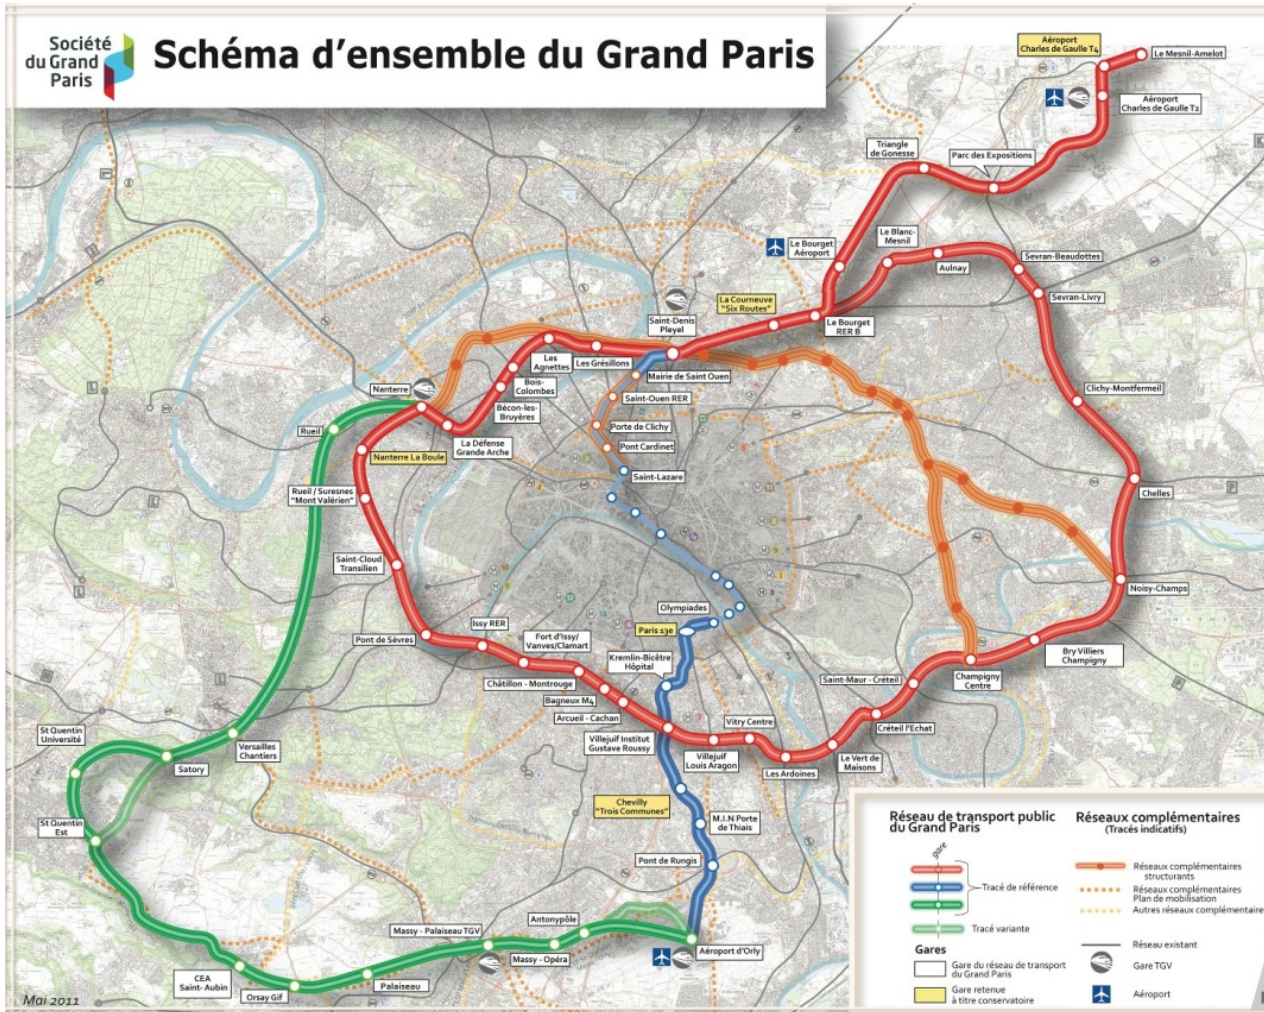 Société
du Grand
Paris
Schéma d'ensemble du Grand Paris
Aéroport
Charles de Gaulle T4
Le Mesnil-Amelot
Aéroport
Charles de Gaulle T2
Triangle
de Gonesse
Parc des Expositions
Le Bourget
Aéroport
Le Blanc-
Mesnil
Aulnay
Sevran-Beaudottes
Sevran-Livry
La Courneuve
"Six Routes"
Saint-Denis
Pleyel
Le Bourget
RER B
Les
Agnettes
Les Grésillons
Mairie de Saint Ouen
Nanterre
Bois-
Colombes
Saint-Ouen RER
Clichy-Montfermeil
Bécon-les-
Bruyères
Porte de Clichy
Rueil
La Défense
Grande Arche
Pont Cardinet
Nanterre La Boule
Saint-Lazare
Chelles
Rueil / Suresnes
"Mont Valérien"
Saint-Cloud
Transilien
Noisy-Champs
Olympiades
Paris 13e
Pont de Sèvres
Issy RER
Fort d'Issy/
Vanves/Clamart
Kremlin-Bicêtre
Hôpital
Bry Villiers
Champigny
Châtillon - Montrouge
Saint-Maur - Créteil
Champigny
Centre
Bagneux M4
Arcueil - Cachan
Vitry Centre
Créteil l'Echat
St Quentin
Université
Villejuif Institut
Gustave Roussy
Versailles
Chantiers
Satory
Villejuif
Louis Aragon
Les Ardoines
Le Vert de
Maisons
Chevilly
"Trois Communes"
M.I.N Porte
de Thiais
St Quentin
Est
Pont de Rungis
Antonypôle
Massy - Palaiseau TGV
Massy - Opéra
Aéroport d'Orly
CEA
Saint- Aubin
Orsay Gif
Palaiseau
Mai 2011
Réseau de transport public
du Grand Paris
gare
Tracé de référence
Tracé variante
Gares
Gare du réseau de transport
du Grand Paris
Gare retenue
à titre conservatoire
Réseaux complémentaires
(Tracés indicatifs)
Réseaux complémentaires
structurants
Réseaux complémentaires
Plan de mobilisation
Autres réseaux complémentaire
Réseau existant
Gare TGV
Aéroport